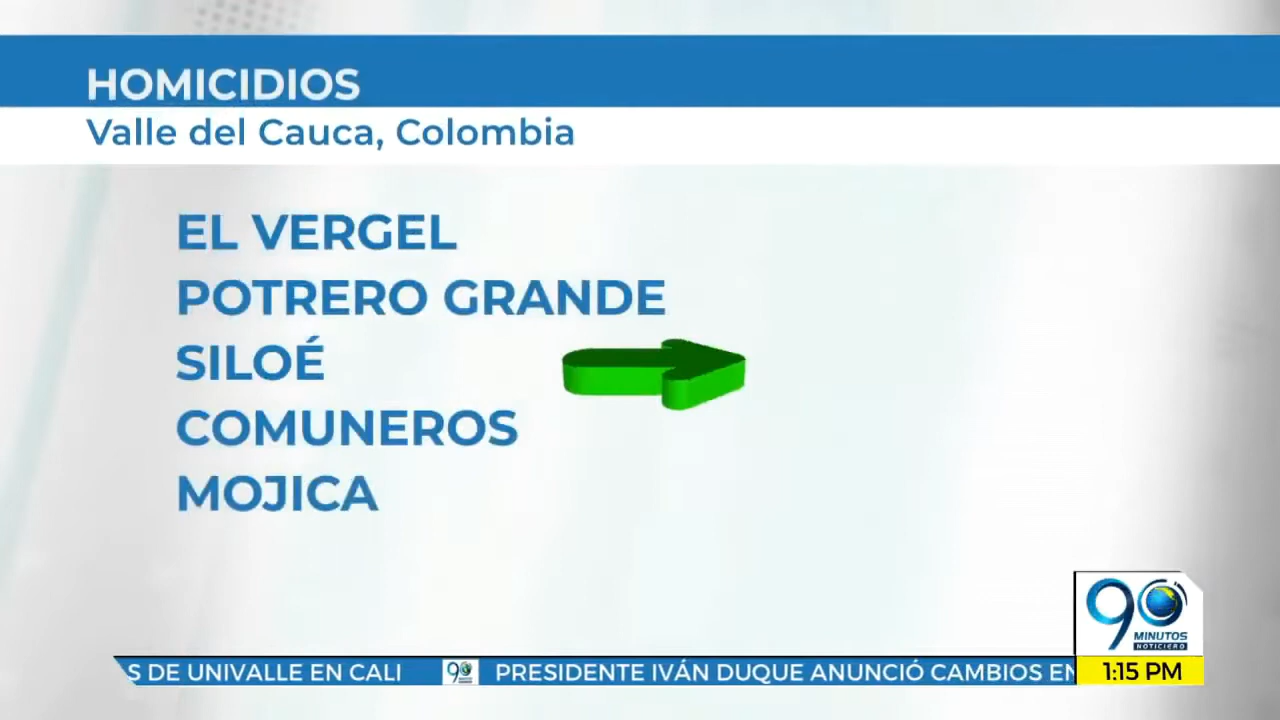 HOMICIDIOS
Valle del Cauca, Colombia
EL VERGEL
POTRERO GRANDE
SILOÉ
COMUNEROS
MOJICA
90
MINUTOS
NOTICIERO
S DE UNIVALLE EN CALI 90 PRESIDENTE IVÁN DUQUE ANUNCIÓ CAMBIOS EN
1:15 PM